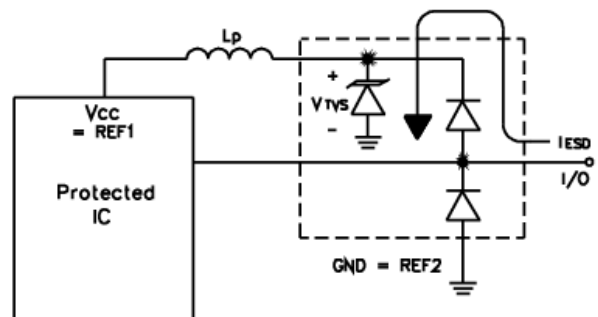 Lp
+
VTVS
-
VCC
= REF1
Protected
IC
IESD
I/O
GND = REF2